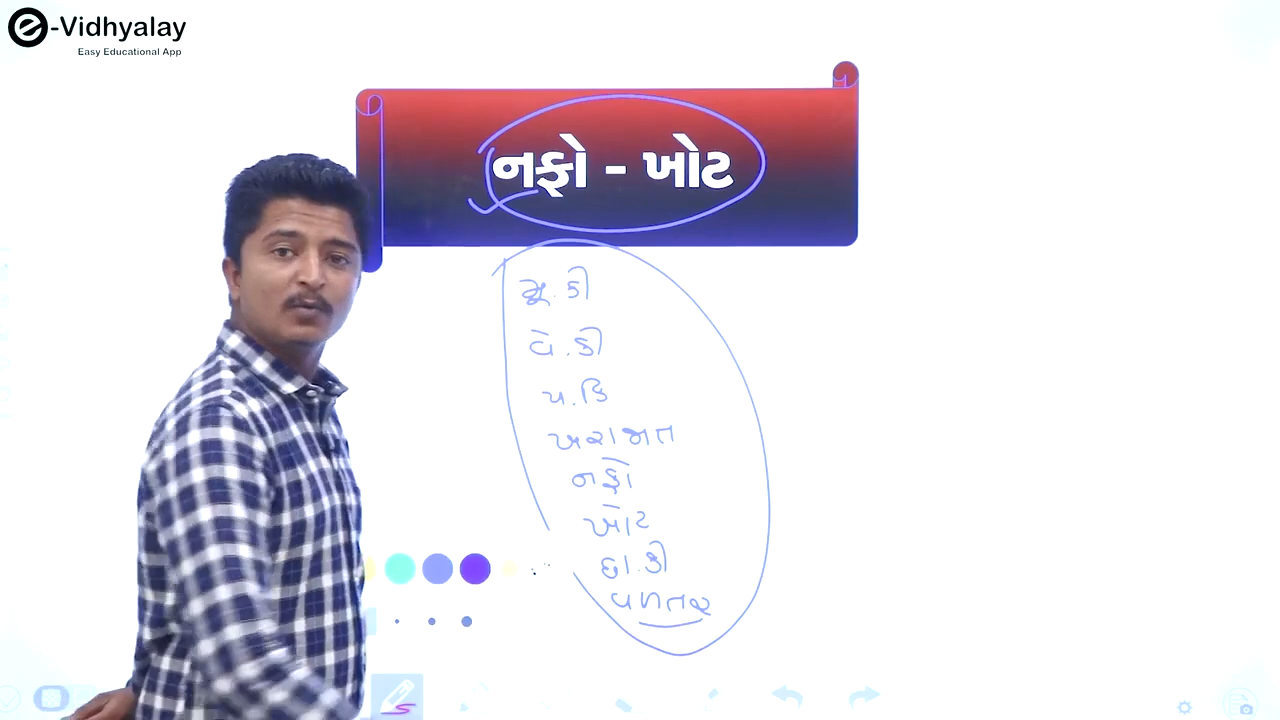 e-Vidhyalay
Easy Educational App
નફો - ખોટ
મૂ.કી
વે.કી
પ.કિ
ખરાજાત
નફો
ખોટ
છા.કી
વળતર